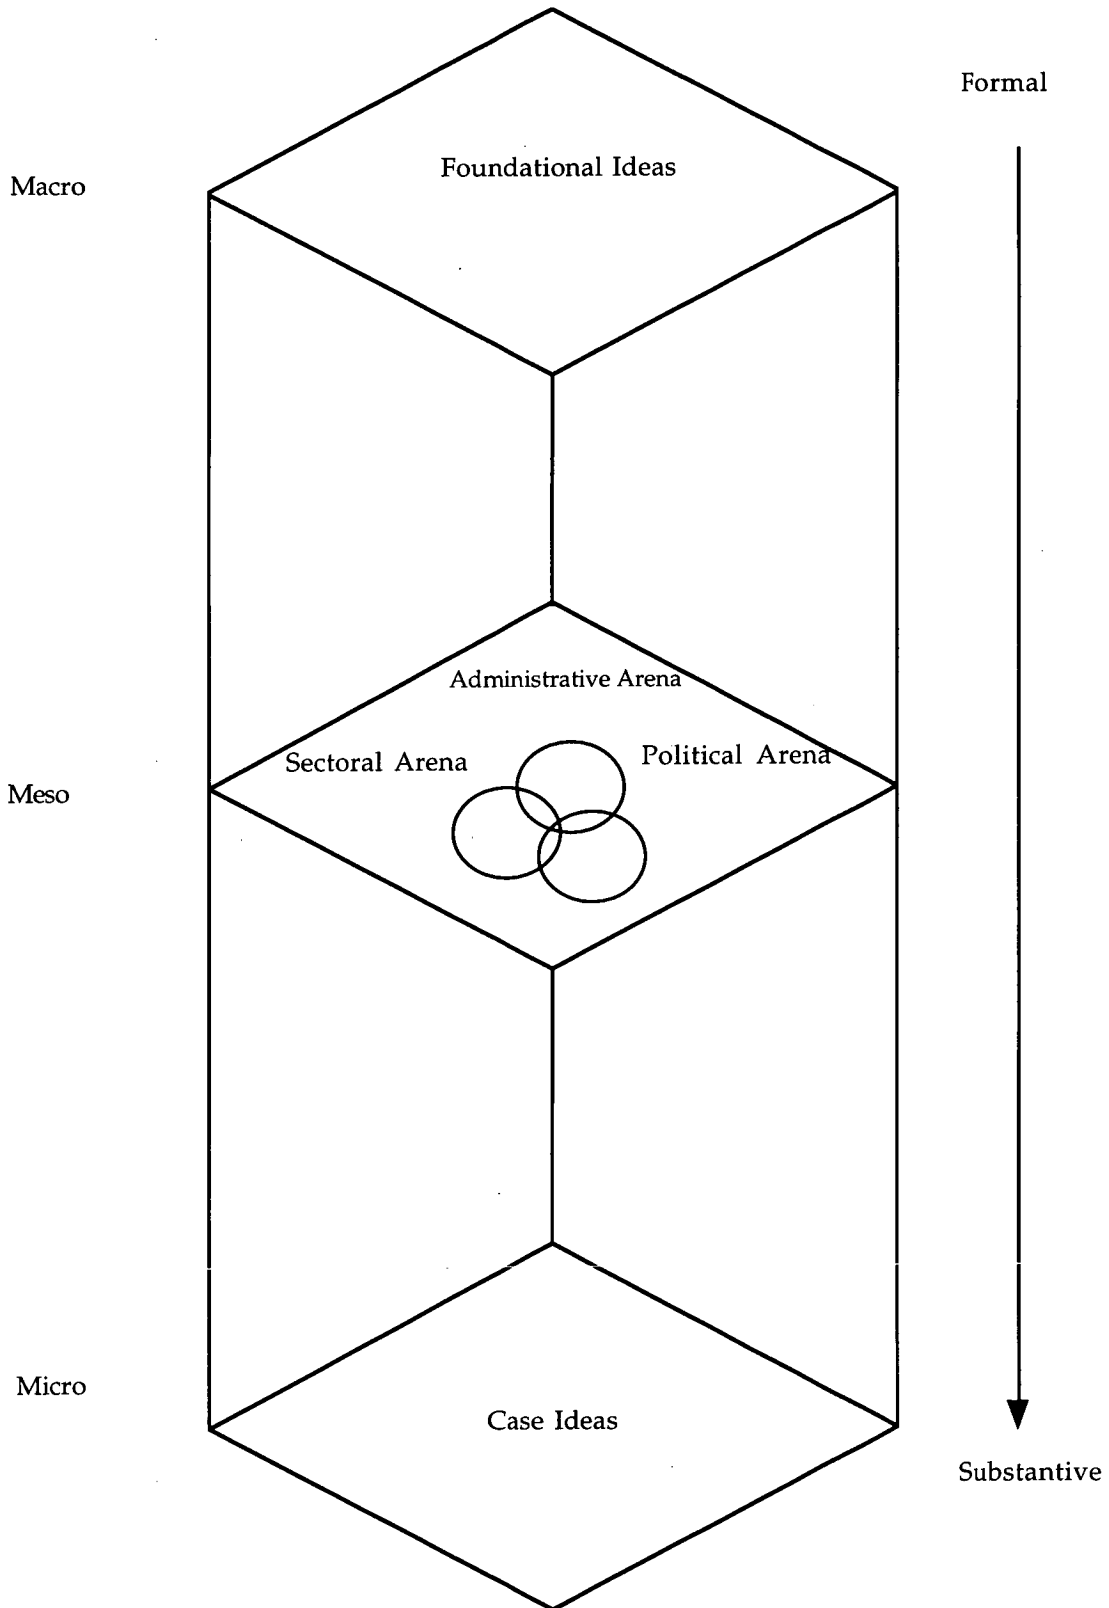 Formal
Foundational Ideas
Macro
Administrative Arena
Political Arena
Sectoral Arena
Meso
Micro
Case Ideas
Substantive